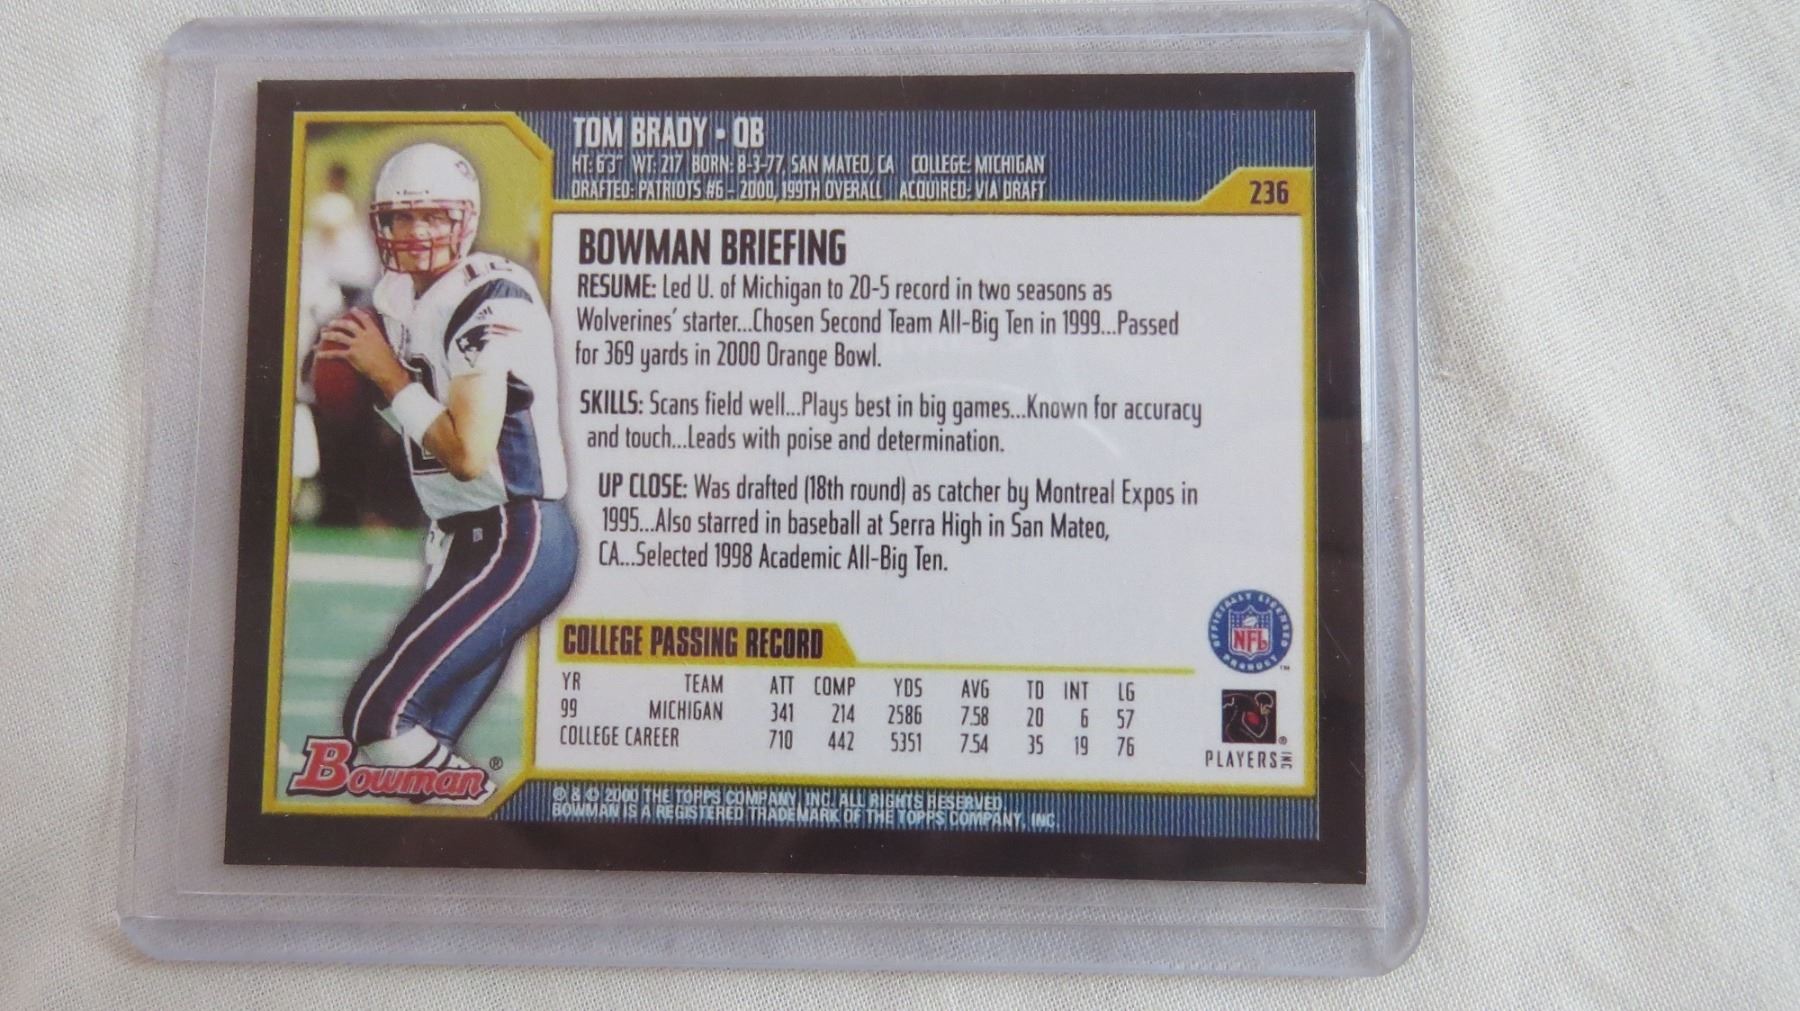 TOM BRADY • QB
HT: 6'3" WT: 217 BORN: 8-3-77, SAN MATEO, CA COLLEGE: MICHIGAN
DRAFTED: PATRIOTS #6 - 2000, 199TH OVERALL ACQUIRED: VIA DRAFT
236
BOWMAN BRIEFING
RESUME: Led U. of Michigan to 20-5 record in two seasons as
Wolverines' starter...Chosen Second Team All-Big Ten in 1999...Passed
for 369 yards in 2000 Orange Bowl.
SKILLS: Scans field well...Plays best in big games...Known for accuracy
and touch...Leads with poise and determination.
UP CLOSE: Was drafted (18th round) as catcher by Montreal Expos in
1995...Also starred in baseball at Serra High in San Mateo,
CA...Selected 1998 Academic All-Big Ten.
COLLEGE PASSING RECORD
YR TEAM ATT COMP YDS AVG TD INT LG
99 MICHIGAN 341 214 2586 7.58 20 6 57
COLLEGE CAREER 710 442 5351 7.54 35 19 76
OFFICIALLY LICENSED
NFL
PRODUCT ™
® PLAYERS INC
Bowman ®
© & © 2000 THE TOPPS COMPANY, INC. ALL RIGHTS RESERVED.
BOWMAN IS A REGISTERED TRADEMARK OF THE TOPPS COMPANY, INC.
12